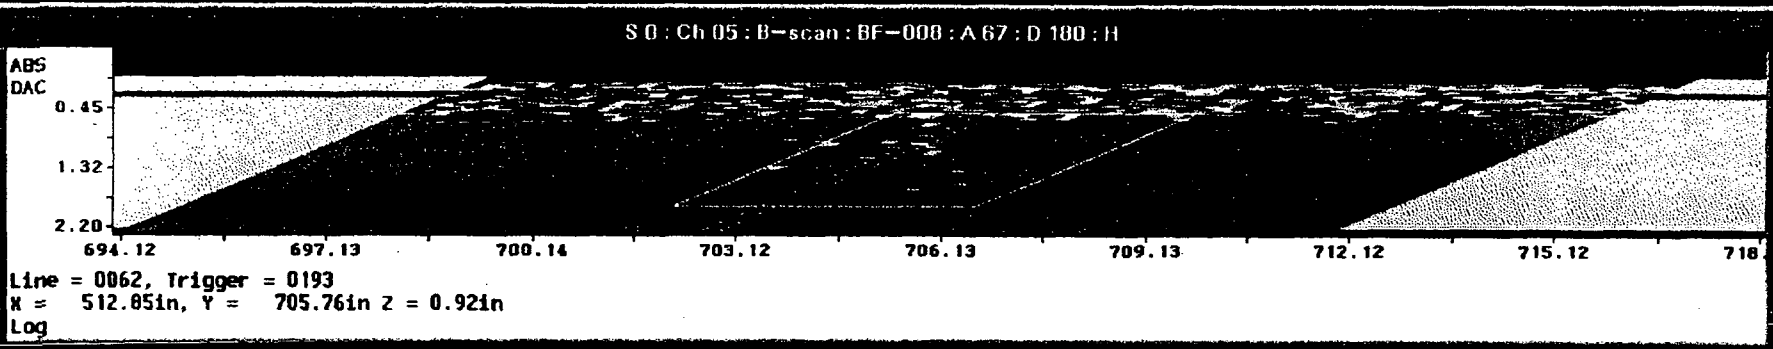 S 0 : Ch 05 : B-scan : BF-008 : A 67 : D 180 : H
ABS
DAC
0.45
1.32
2.20
694.12 697.13 700.14 703.12 706.13 709.13 712.12 715.12 718.
Line = 0062, Trigger = 0193
X = 512.85in, Y = 705.76in Z = 0.92in
Log